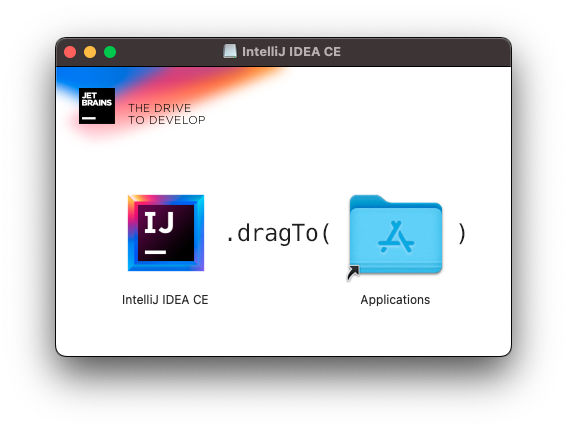 IntelliJ IDEA CE
JET
BRAINS
THE DRIVE
TO DEVELOP
IJ
.dragTo( )
IntelliJ IDEA CE
Applications